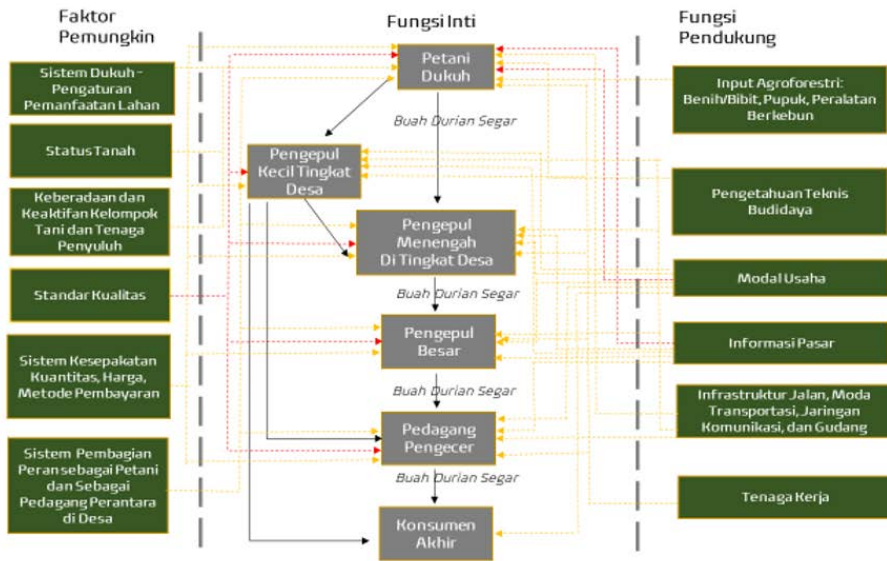 Faktor
Pemungkin
Sistem Dukuh -
Pengaturan
Pemanfaatan Lahan
Status Tanah
Keberadaan dan
Keaktifan Kelompok
Tani dan Tenaga
Penyuluh
Standar Kualitas
Sistem Kesepakatan
Kuantitas, Harga,
Metode Pembayaran
Sistem Pembagian
Peran sebagai Petani
dan Sebagai
Pedagang Perantara
di Desa
Fungsi Inti
Petani
Dukuh
Buah Durian Segar
Pengepul
Kecil Tingkat
Desa
Pengepul
Menengah
Di Tingkat Desa
Buah Durian Segar
Pengepul
Besar
Buah Durian Segar
Pedagang
Pengecer
Buah Durian Segar
Konsumen
Akhir
Fungsi
Pendukung
Input Agroforestri:
Benih/Bibit, Pupuk, Peralatan
Berkebun
Pengetahuan Teknis
Budidaya
Modal Usaha
Informasi Pasar
Infrastruktur Jalan, Moda
Transportasi, Jaringan
Komunikasi, dan Gudang
Tenaga Kerja